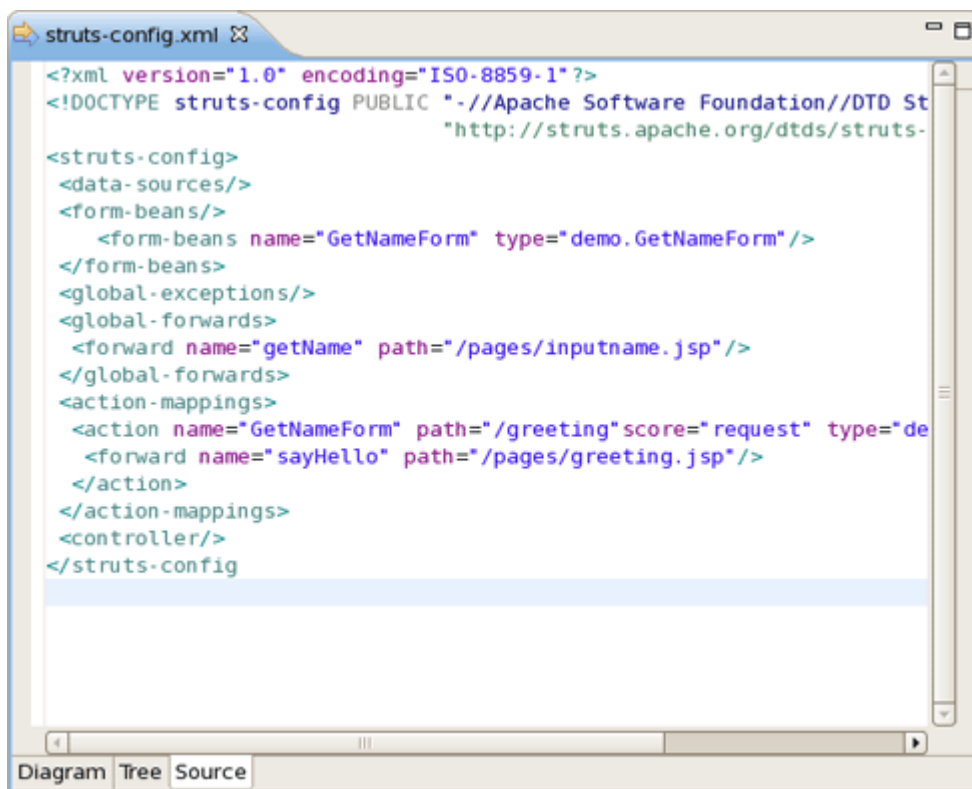 struts-config.xml
<?xml version="1.0" encoding="ISO-8859-1"?>
<!DOCTYPE struts-config PUBLIC "-//Apache Software Foundation//DTD St
"http://struts.apache.org/dtds/struts-
<struts-config>
<data-sources/>
<form-beans/>
<form-beans name="GetNameForm" type="demo.GetNameForm"/>
</form-beans>
<global-exceptions/>
<global-forwards>
<forward name="getName" path="/pages/inputname.jsp"/>
</global-forwards>
<action-mappings>
<action name="GetNameForm" path="/greeting"score="request" type="de
<forward name="sayHello" path="/pages/greeting.jsp"/>
</action>
</action-mappings>
<controller/>
</struts-config
Diagram Tree Source